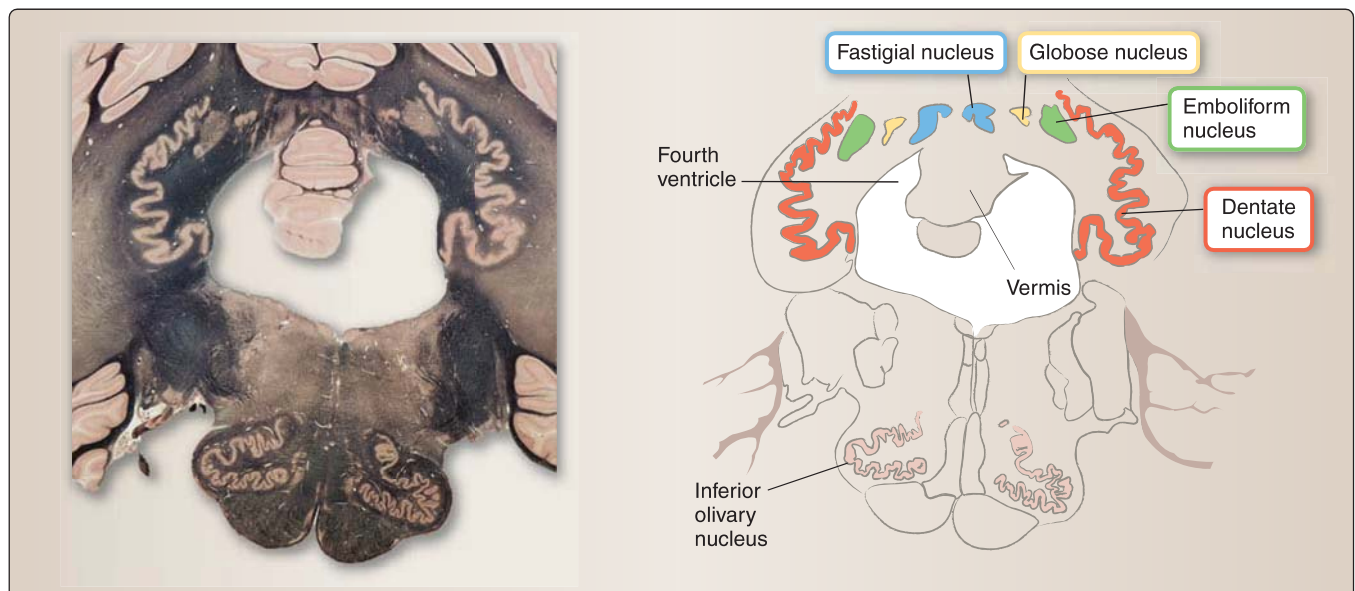 Fastigial nucleus
Globose nucleus
Emboliform
nucleus
Fourth
ventricle
Dentate
nucleus
Vermis
Inferior
olivary
nucleus